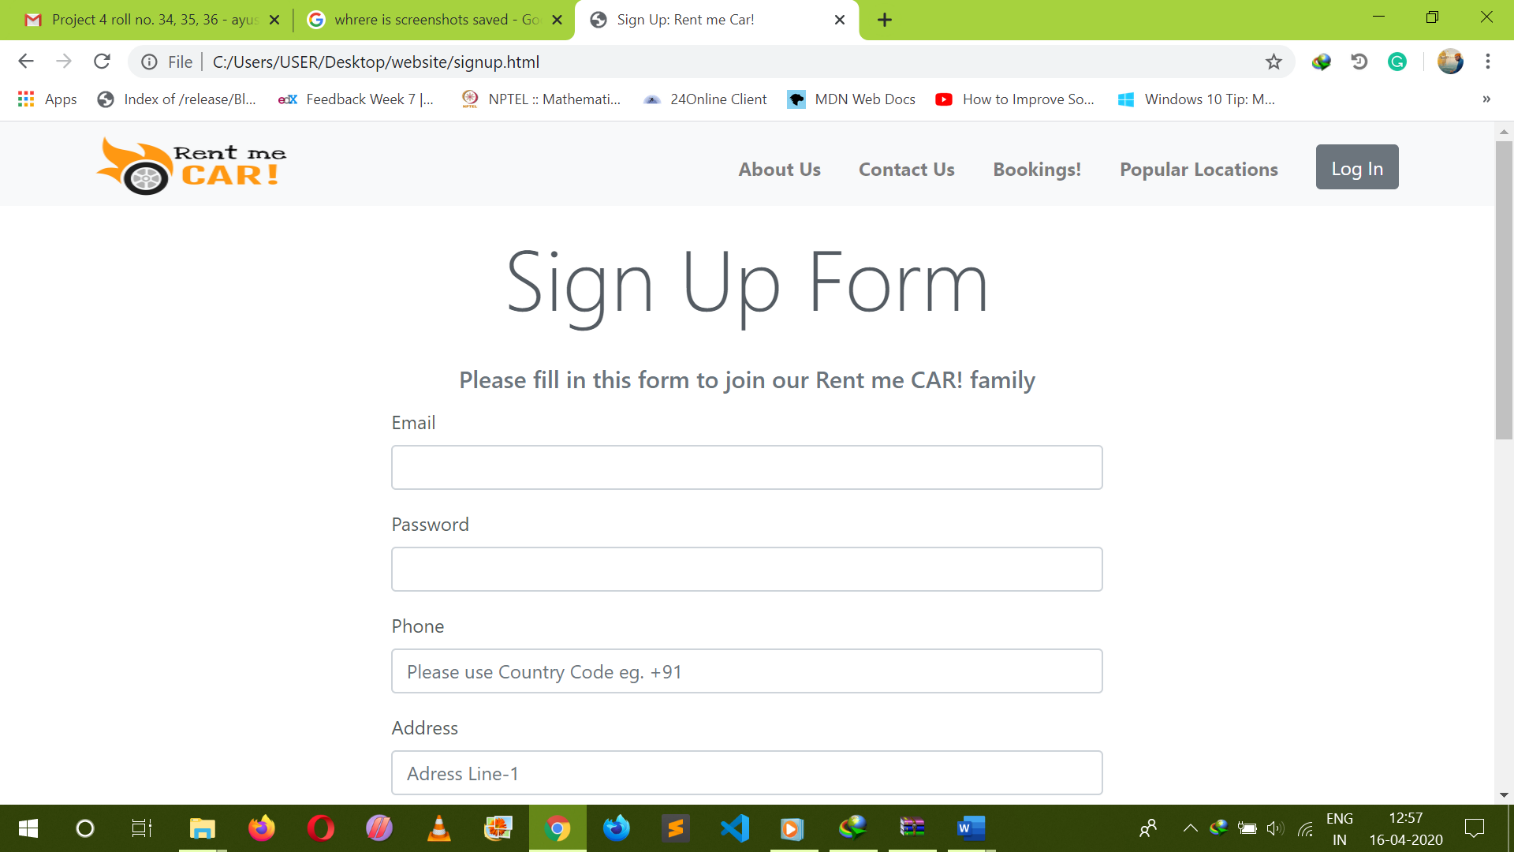 Project 4 roll no. 34, 35, 36 - ayus
whrere is screenshots saved - Go
Sign Up: Rent me Car!
File
C:/Users/USER/Desktop/website/signup.html
Apps
Index of /release/Bl...
edX
Feedback Week 7 |...
NPTEL :: Mathemati...
24Online Client
MDN Web Docs
How to Improve So...
Windows 10 Tip: M...
»
Rent me
CAR!
About Us
Contact Us
Bookings!
Popular Locations
Log In
Sign Up Form
Please fill in this form to join our Rent me CAR! family
Email
Password
Phone
Please use Country Code eg. +91
Address
Adress Line-1
ENG
IN
12:57
16-04-2020